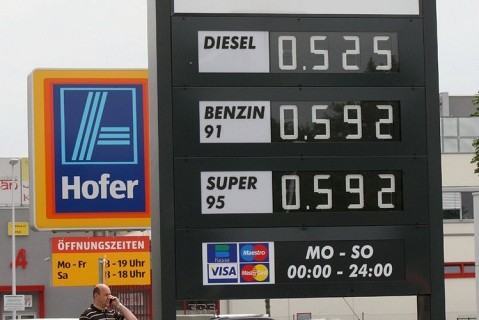 DIESEL 0.525
BENZIN 91 0.592
SUPER 95 0.592
Hofer
ÖFFNUNGSZEITEN
Mo - Fr 8 - 19 Uhr
Sa 8 - 18 Uhr
4
Maestro
VISA MasterCard
MO - SO
00:00 - 24:00